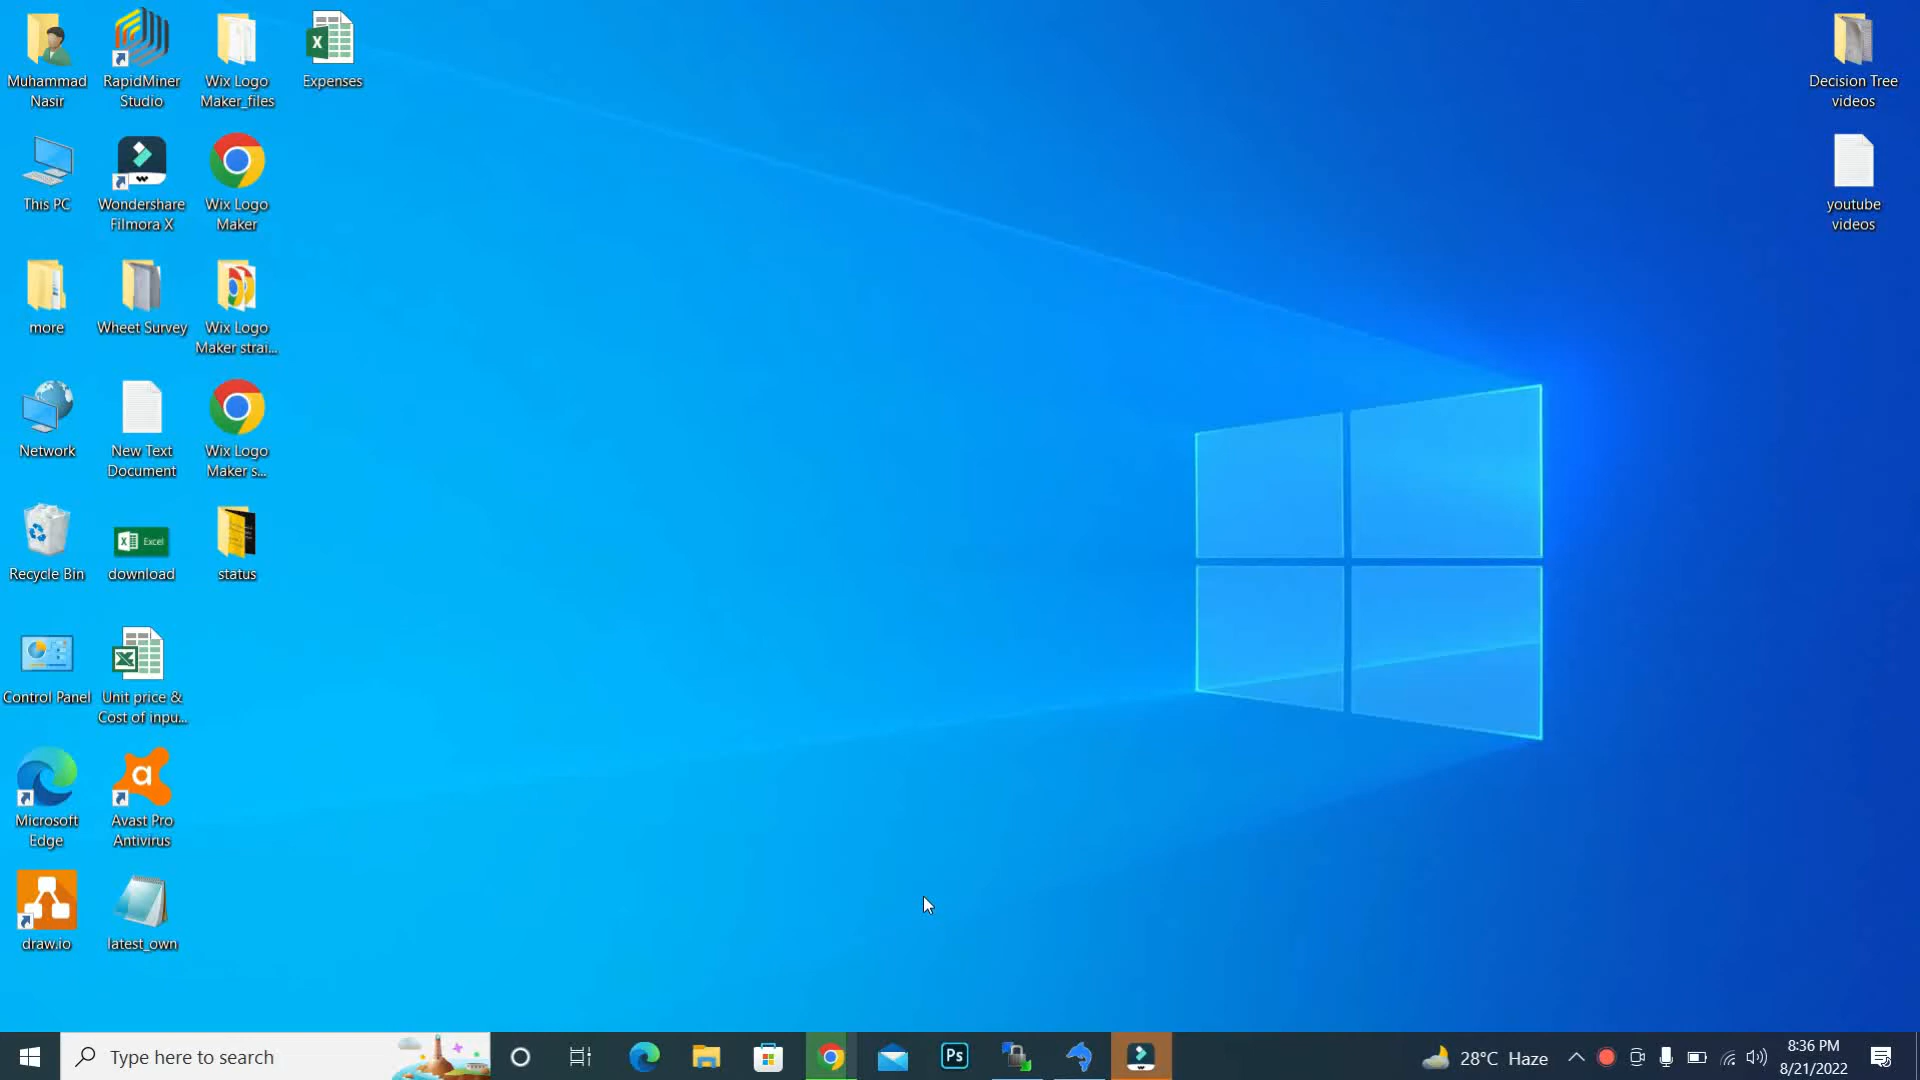 Muhammad
Nasir
RapidMiner
Studio
Wix Logo
Maker_files
Expenses
This PC
Wondershare
Filmora X
Wix Logo
Maker
more
Wheet Survey
Wix Logo
Maker strai...
Network
New Text
Document
Wix Logo
Maker s...
Recycle Bin
Excel
download
status
Control Panel
Unit price &
Cost of inpu...
Microsoft
Edge
Avast Pro
Antivirus
draw.io
latest_own
Decision Tree
videos
youtube
videos
Type here to search
Ps
28°C Haze
8:36 PM
8/21/2022